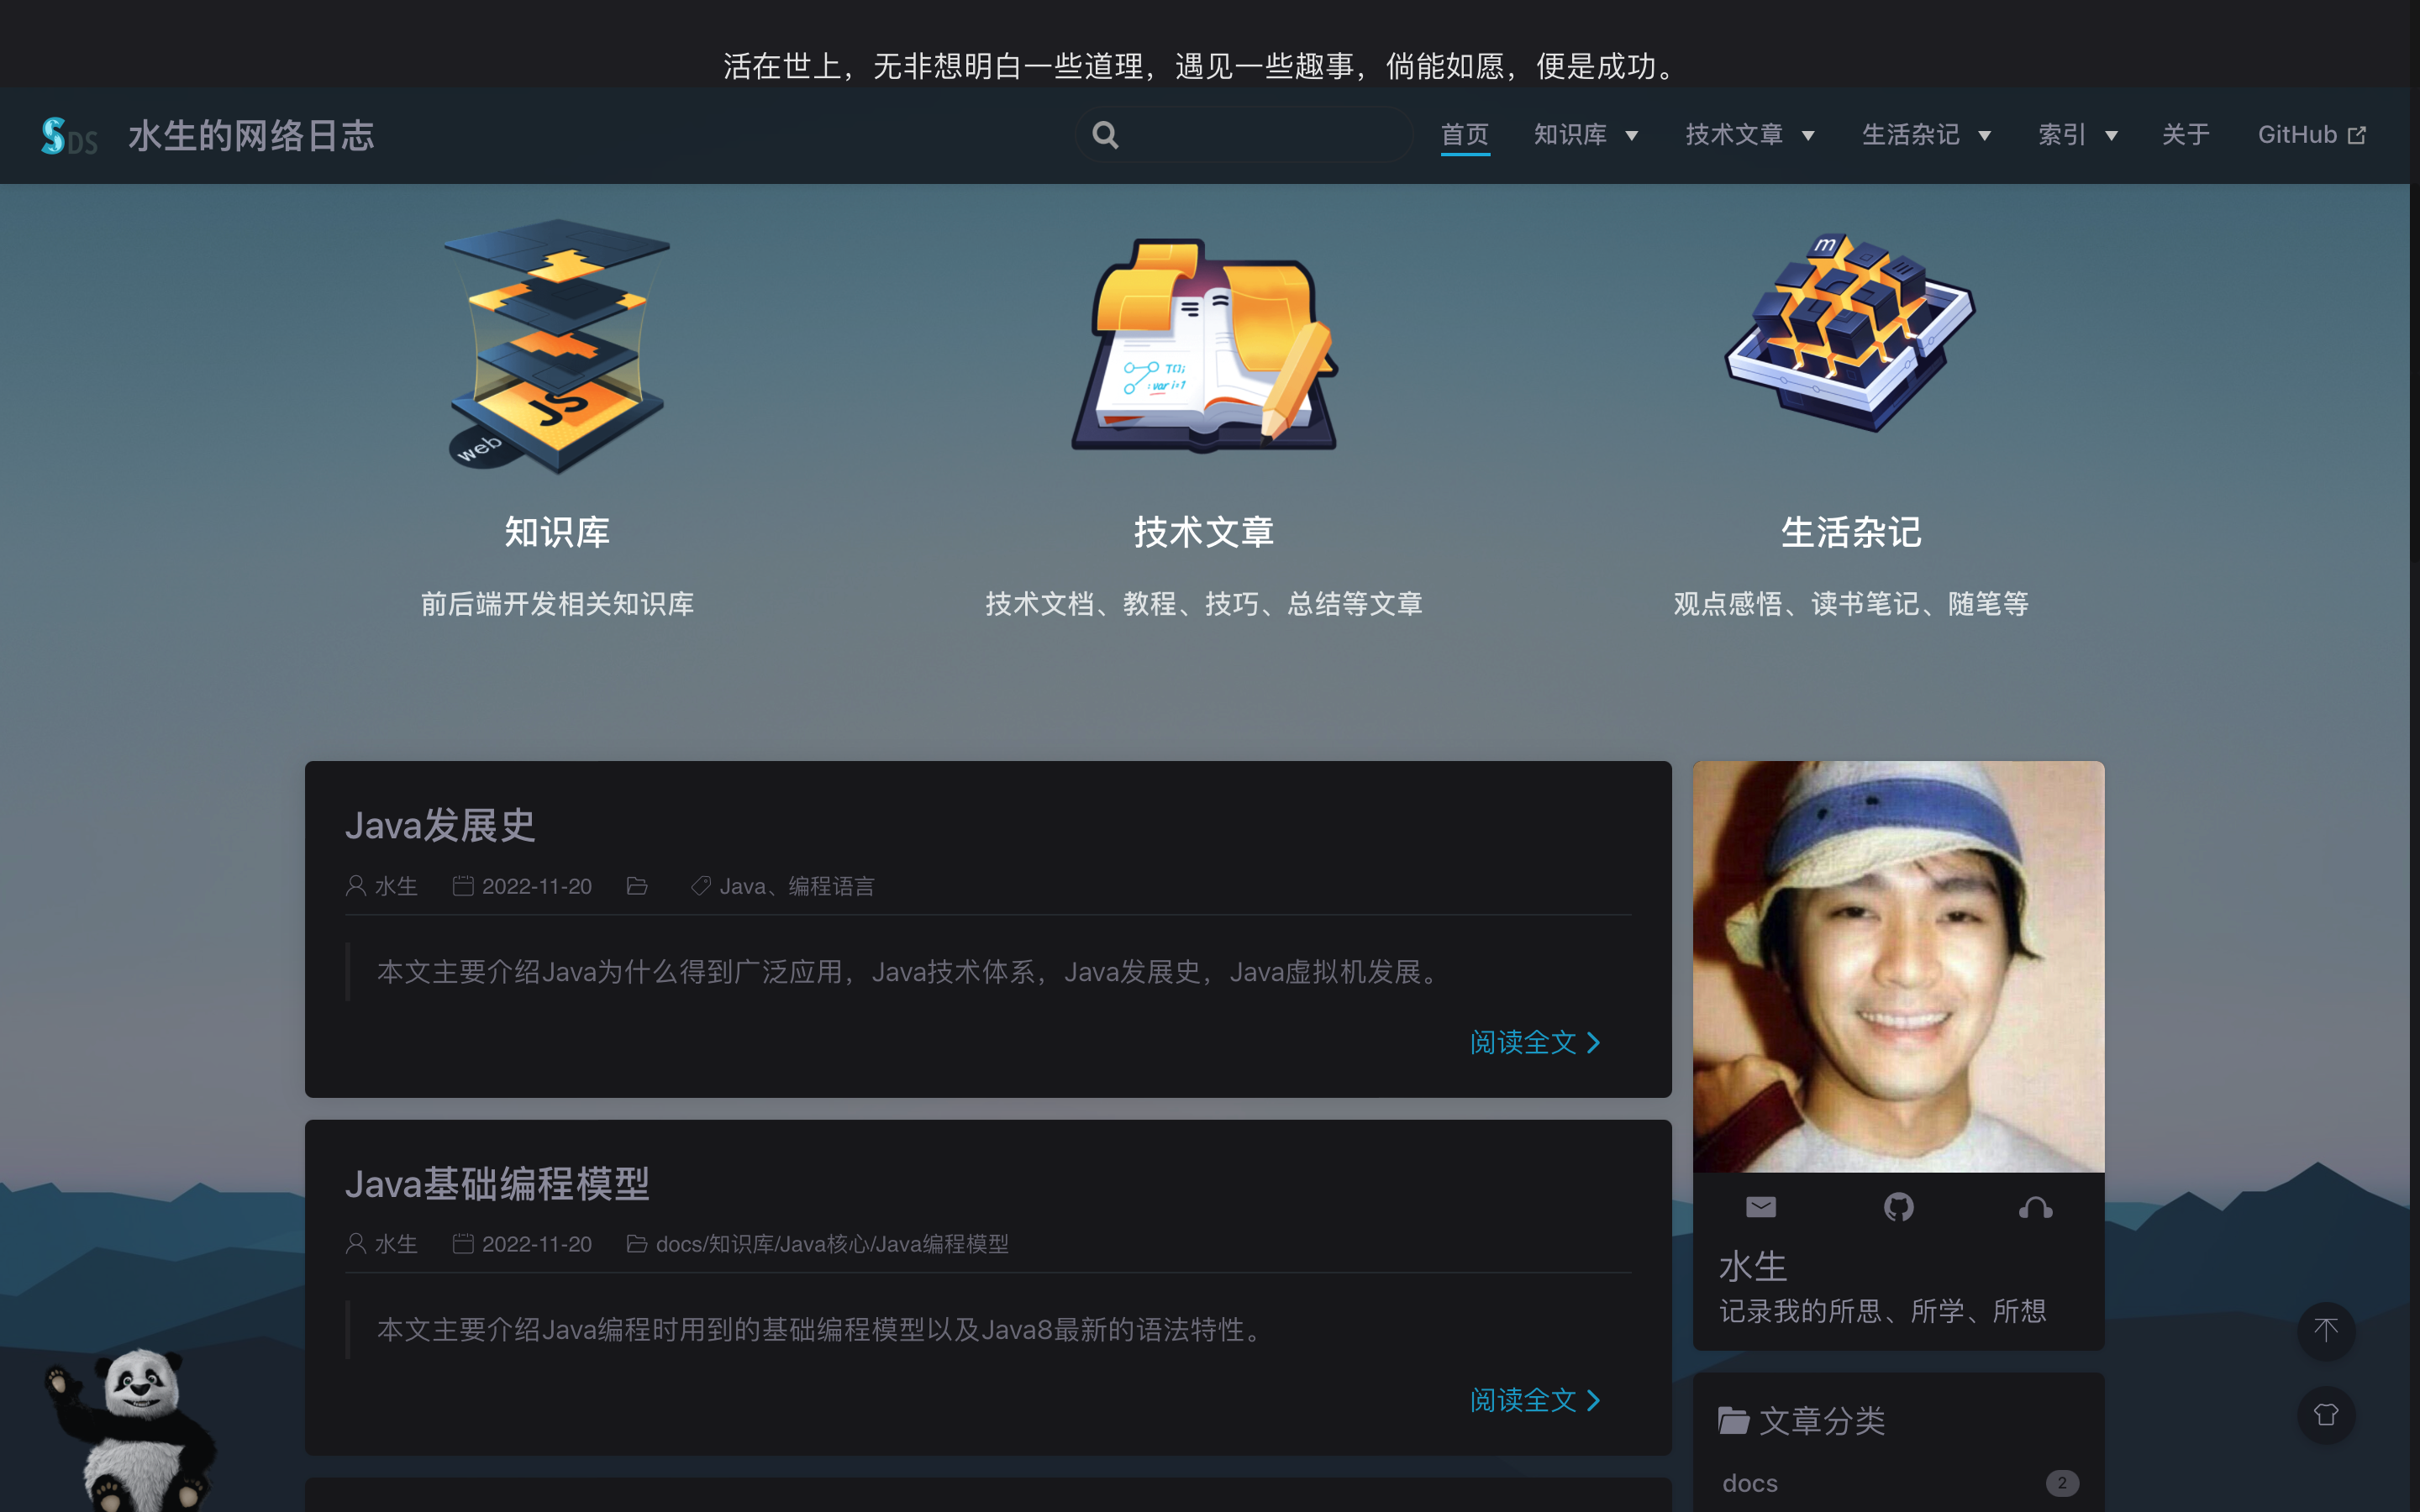 活在世上，无非想明白一些道理，遇见一些趣事，倘能如愿，便是成功。
SDS 水生的网络日志 首页 知识库 技术文章 生活杂记 索引 关于 GitHub
JS
web
T[];
: var i=1
m
知识库
前后端开发相关知识库
技术文章
技术文档、教程、技巧、总结等文章
生活杂记
观点感悟、读书笔记、随笔等
Java发展史
水生 2022-11-20 Java、编程语言
本文主要介绍Java为什么得到广泛应用，Java技术体系，Java发展史，Java虚拟机发展。
阅读全文
Java基础编程模型
水生 2022-11-20 docs/知识库/Java核心/Java编程模型
本文主要介绍Java编程时用到的基础编程模型以及Java8最新的语法特性。
阅读全文
水生
记录我的所思、所学、所想
文章分类
docs 2